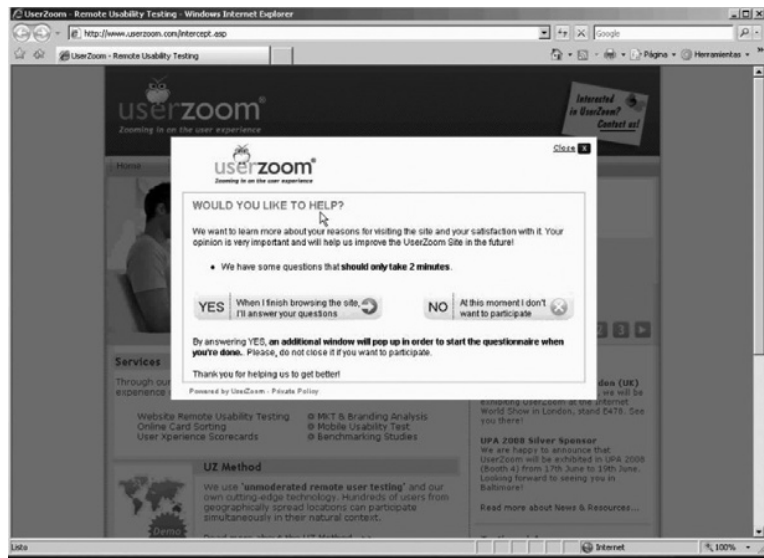 UserZoom - Remote Usability Testing - Windows Internet Explorer
http://www.userzoom.com/intercept.asp
Google
UserZoom - Remote Usability Testing
Página
Herramientas
userzoom®
Zooming in on the user experience
Interested
in UserZoom?
Contact us!
Home
Close X
userzoom®
Zooming in on the user experience
WOULD YOU LIKE TO HELP?
We want to learn more about your reasons for visiting the site and your satisfaction with it. Your
opinion is very important and will help us improve the UserZoom Site in the future!
• We have some questions that should only take 2 minutes.
YES
When I finish browsing the site,
I'll answer your questions
NO
At this moment I don't
want to participate
By answering YES, an additional window will pop up in order to start the questionnaire when
you're done. Please, do not close it if you want to participate.
Thank you for helping us to get better!
Powered by UserZoom - Private Policy
2 3
Services
Through our
experience
Website Remote Usability Testing
Online Card Sorting
User Xperience Scorecards
MKT & Branding Analysis
Mobile Usability Test
Benchmarking Studies
UZ Method
We use "unmoderated remote user testing" and our
own cutting-edge technology. Hundreds of users from
geographically spread locations can participate
simultaneously in their natural context.
Demo
Read more about the UZ Method
don (UK)
we will be
exhibiting UserZoom at the Internet
World Show in London, stand E478. See
you there!
UPA 2008 Silver Sponsor
We are happy to announce that
UserZoom will be exhibited in UPA 2008
(Booth 4) from 17th June to 19th June.
Looking forward to seeing you in
Baltimore!
Read more about News & Resources...
Listo
Internet
100%